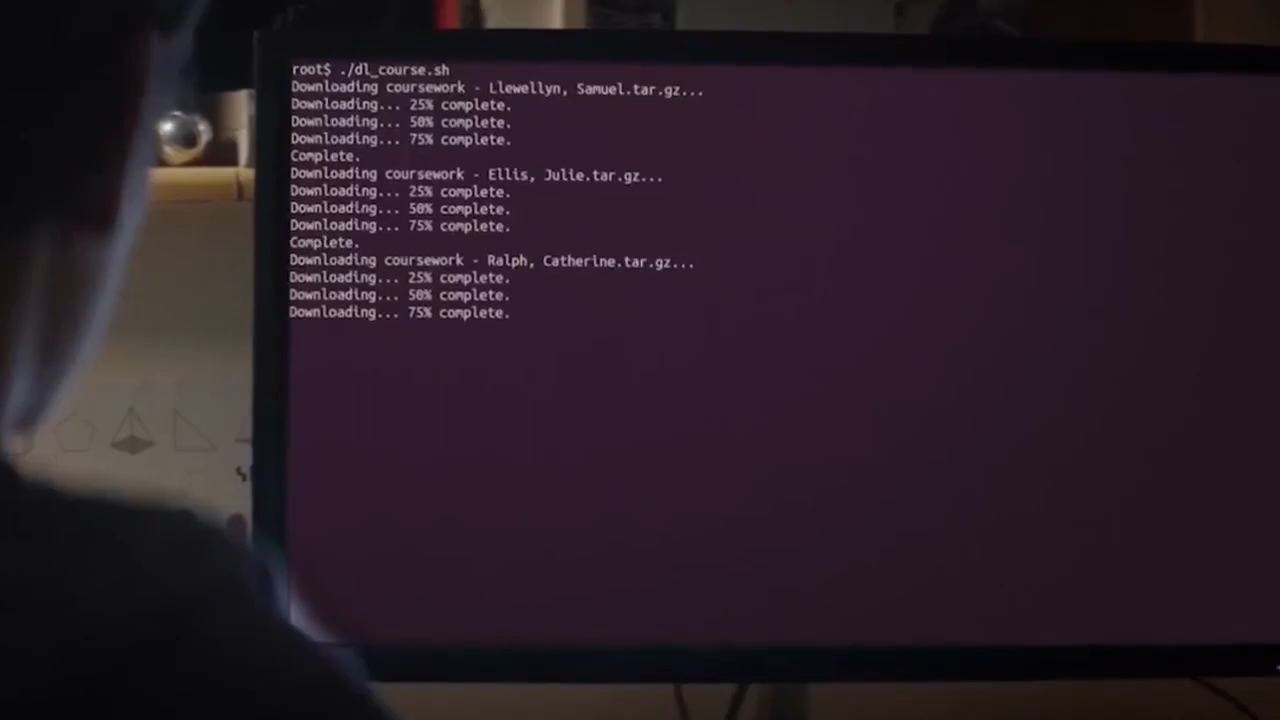 root$ ./dl_course.sh
Downloading coursework - Llewellyn, Samuel.tar.gz...
Downloading... 25% complete.
Downloading... 50% complete.
Downloading... 75% complete.
Complete.
Downloading coursework - Ellis, Julie.tar.gz...
Downloading... 25% complete.
Downloading... 50% complete.
Downloading... 75% complete.
Complete.
Downloading coursework - Ralph, Catherine.tar.gz...
Downloading... 25% complete.
Downloading... 50% complete.
Downloading... 75% complete.